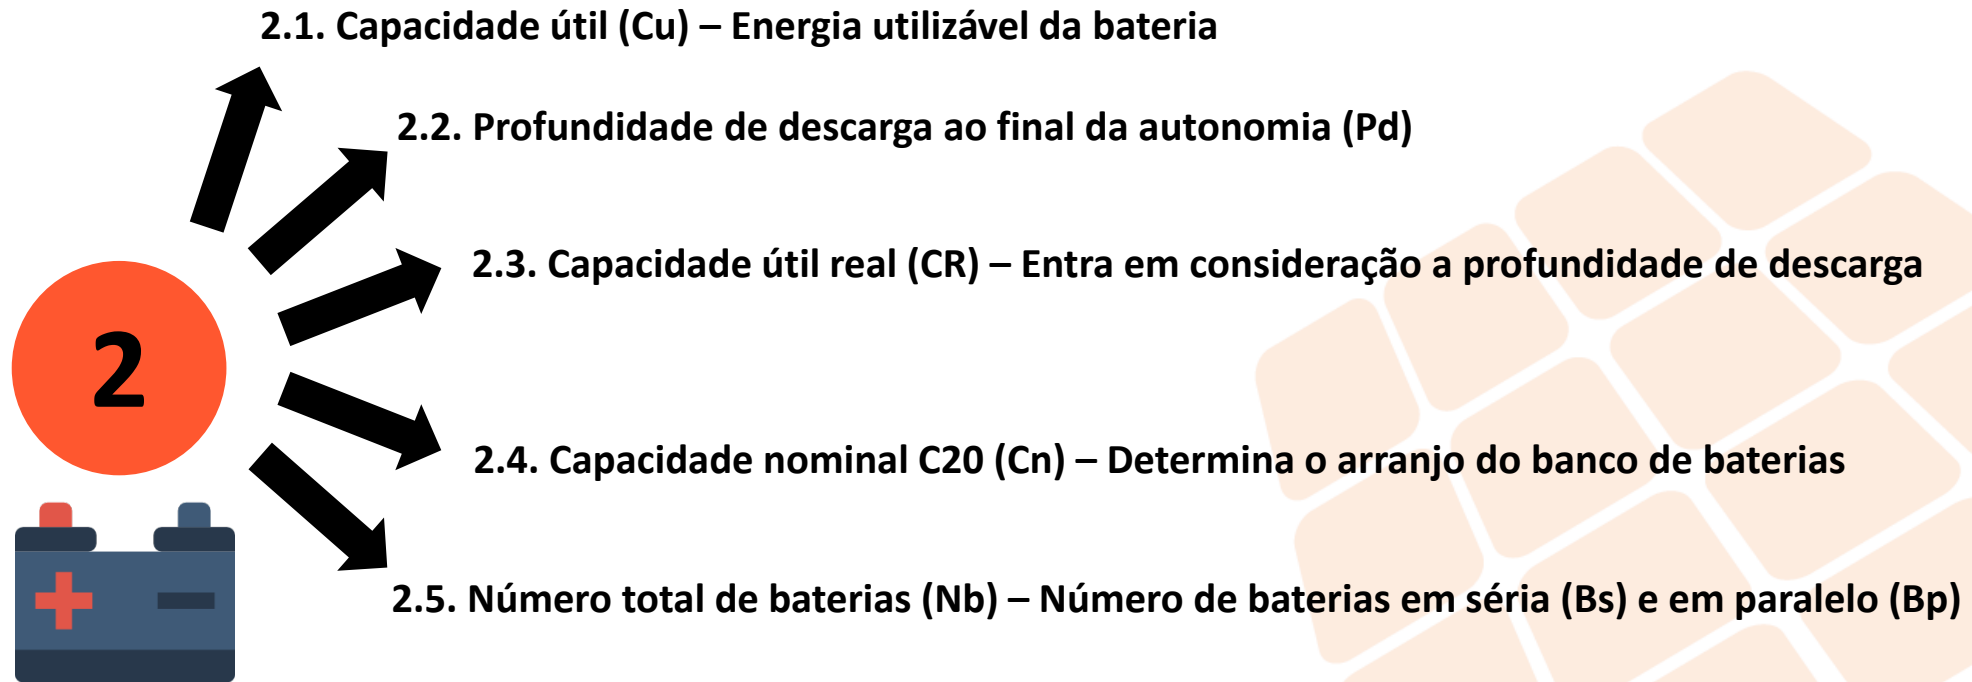 2.1. Capacidade útil (Cu) – Energia utilizável da bateria
2.2. Profundidade de descarga ao final da autonomia (Pd)
2.3. Capacidade útil real (CR) – Entra em consideração a profundidade de descarga
2
2.4. Capacidade nominal C20 (Cn) – Determina o arranjo do banco de baterias
2.5. Número total de baterias (Nb) – Número de baterias em séria (Bs) e em paralelo (Bp)